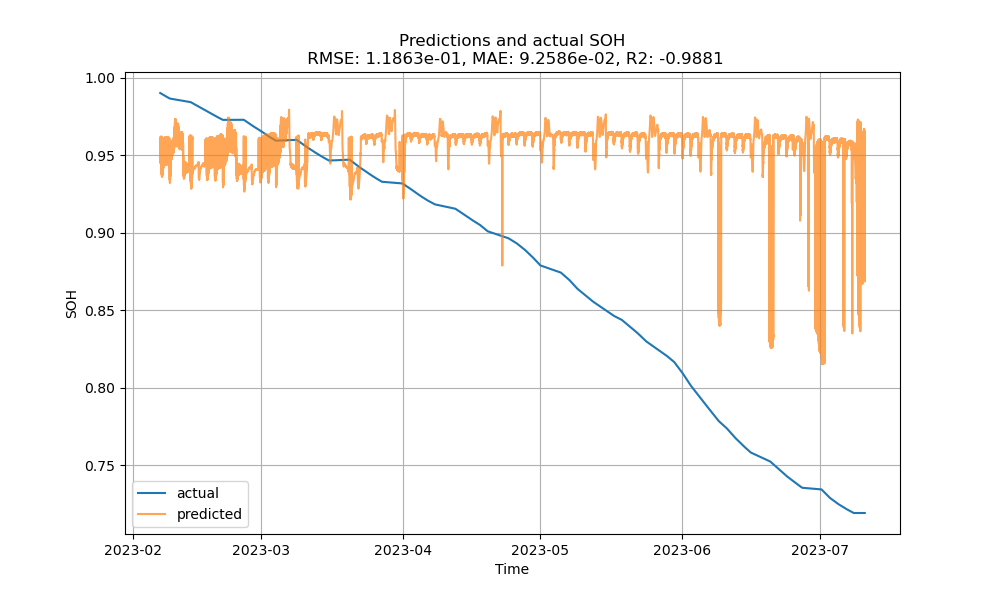 Predictions and actual SOH
RMSE: 1.1863e-01, MAE: 9.2586e-02, R2: -0.9881
1.00
0.95
0.90
0.85
0.80
0.75
SOH
actual
predicted
2023-02
2023-03
2023-04
2023-05
2023-06
2023-07
Time